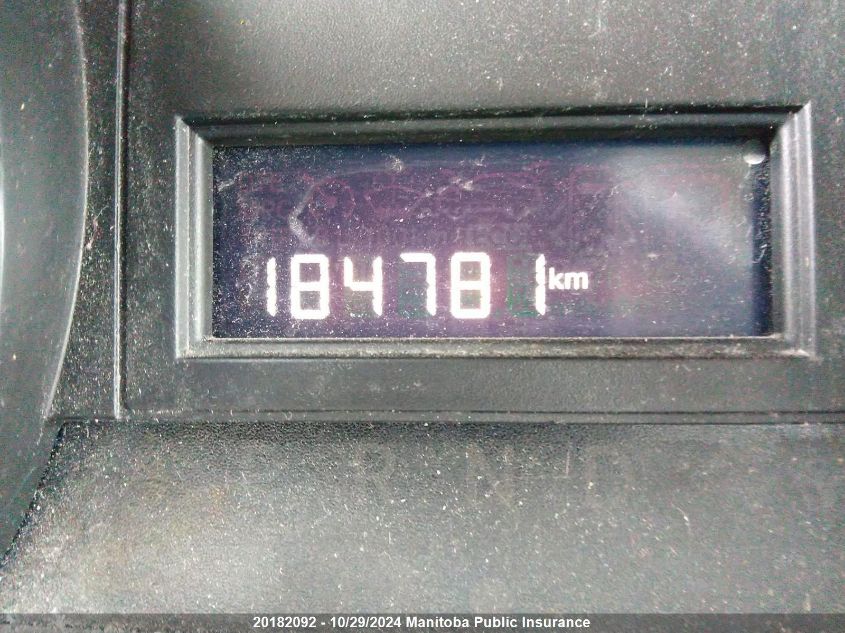 184781 km
R N D
20182092 - 10/29/2024 Manitoba Public Insurance